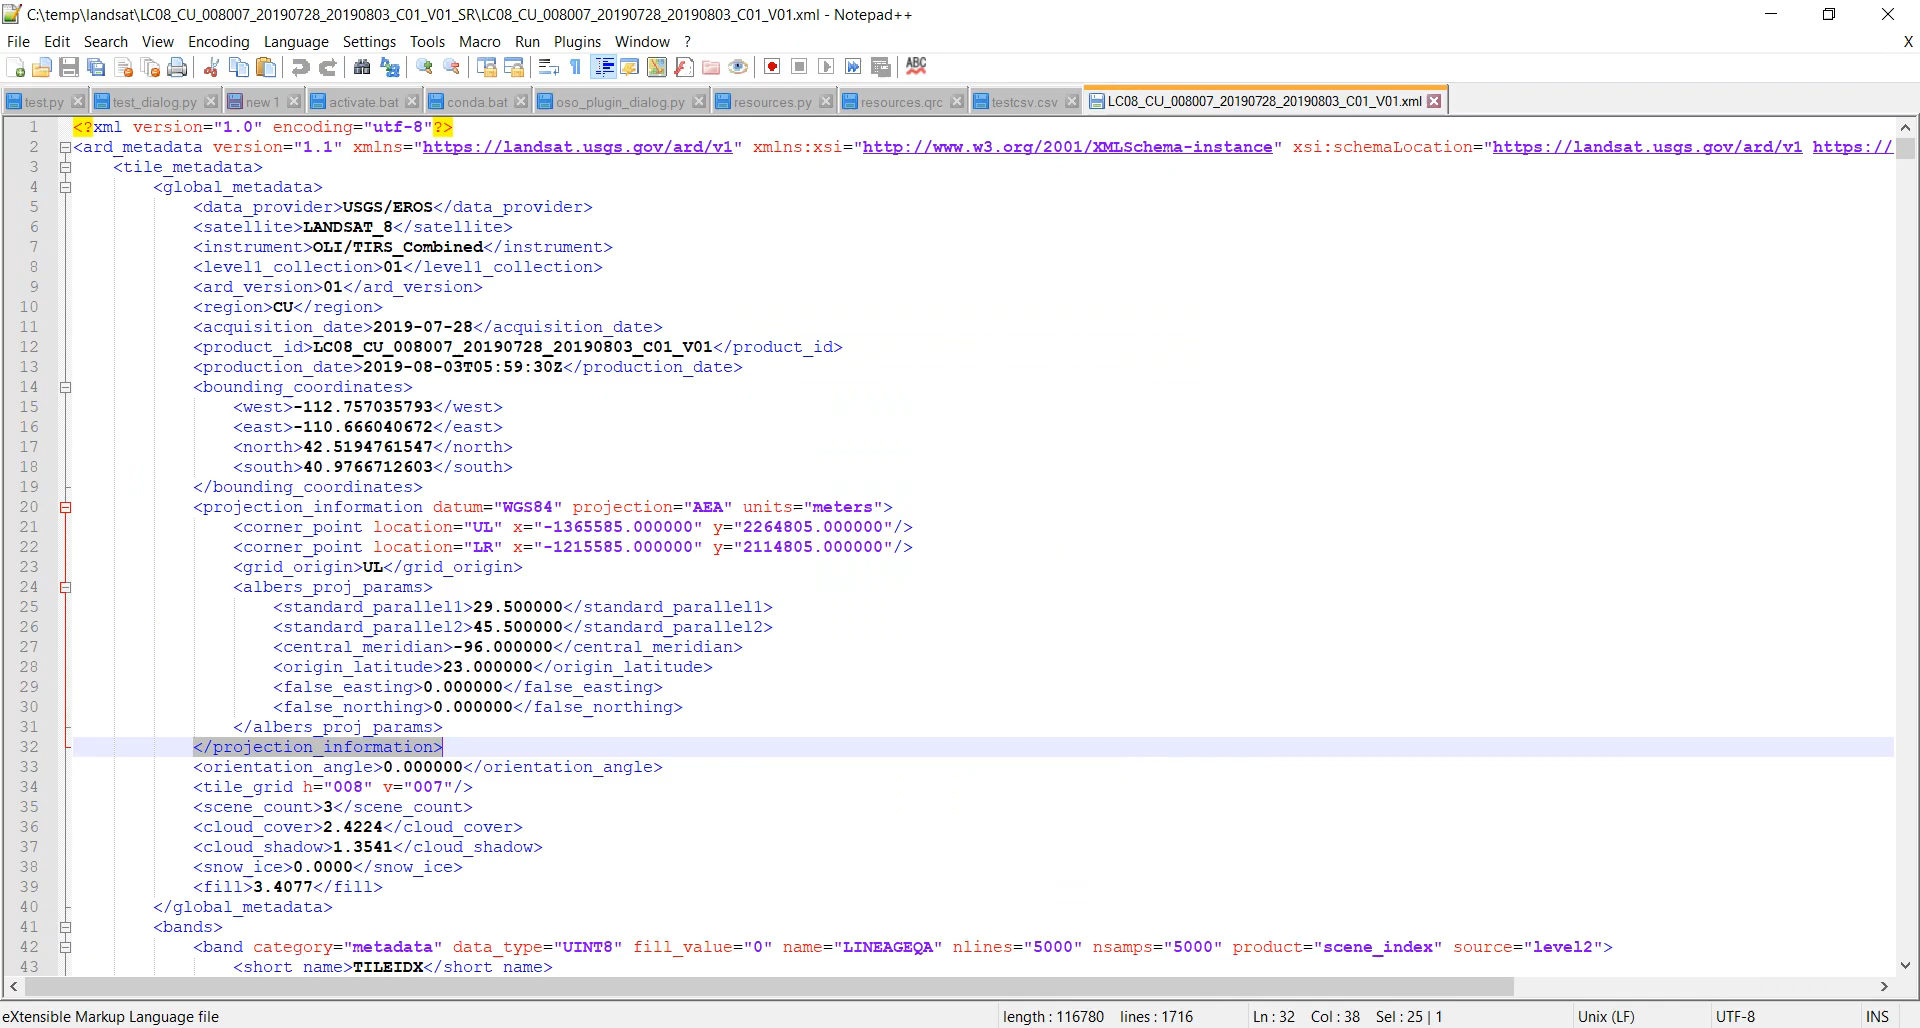 C:\temp\landsat\LC08_CU_008007_20190728_20190803_C01_V01_SR\LC08_CU_008007_20190728_20190803_C01_V01.xml - Notepad++
File Edit Search View Encoding Language Settings Tools Macro Run Plugins Window ? X
ABC
test.py test_dialog.py new 1 activate.bat conda.bat oso_plugin_dialog.py resources.py resources.qrc testcsv.csv LC08_CU_008007_20190728_20190803_C01_V01.xml
1 <?xml version="1.0" encoding="utf-8"?>
2 <ard_metadata version="1.1" xmlns="https://landsat.usgs.gov/ard/v1" xmlns:xsi="http://www.w3.org/2001/XMLSchema-instance" xsi:schemaLocation="https://landsat.usgs.gov/ard/v1 https://
3 <tile_metadata>
4 <global_metadata>
5 <data_provider>USGS/EROS</data_provider>
6 <satellite>LANDSAT_8</satellite>
7 <instrument>OLI/TIRS_Combined</instrument>
8 <level1_collection>01</level1_collection>
9 <ard_version>01</ard_version>
10 <region>CU</region>
11 <acquisition_date>2019-07-28</acquisition_date>
12 <product_id>LC08_CU_008007_20190728_20190803_C01_V01</product_id>
13 <production_date>2019-08-03T05:59:30Z</production_date>
14 <bounding_coordinates>
15 <west>-112.757035793</west>
16 <east>-110.666040672</east>
17 <north>42.5194761547</north>
18 <south>40.9766712603</south>
19 </bounding_coordinates>
20 <projection_information datum="WGS84" projection="AEA" units="meters">
21 <corner_point location="UL" x="-1365585.000000" y="2264805.000000"/>
22 <corner_point location="LR" x="-1215585.000000" y="2114805.000000"/>
23 <grid_origin>UL</grid_origin>
24 <albers_proj_params>
25 <standard_parallel1>29.500000</standard_parallel1>
26 <standard_parallel2>45.500000</standard_parallel2>
27 <central_meridian>-96.000000</central_meridian>
28 <origin_latitude>23.000000</origin_latitude>
29 <false_easting>0.000000</false_easting>
30 <false_northing>0.000000</false_northing>
31 </albers_proj_params>
32 </projection_information>
33 <orientation_angle>0.000000</orientation_angle>
34 <tile_grid h="008" v="007"/>
35 <scene_count>3</scene_count>
36 <cloud_cover>2.4224</cloud_cover>
37 <cloud_shadow>1.3541</cloud_shadow>
38 <snow_ice>0.0000</snow_ice>
39 <fill>3.4077</fill>
40 </global_metadata>
41 <bands>
42 <band category="metadata" data_type="UINT8" fill_value="0" name="LINEAGEQA" nlines="5000" nsamps="5000" product="scene_index" source="level2">
43 <short_name>TILEIDX</short_name>
eXtensible Markup Language file length : 116780 lines : 1716 Ln : 32 Col : 38 Sel : 25 | 1 Unix (LF) UTF-8 INS